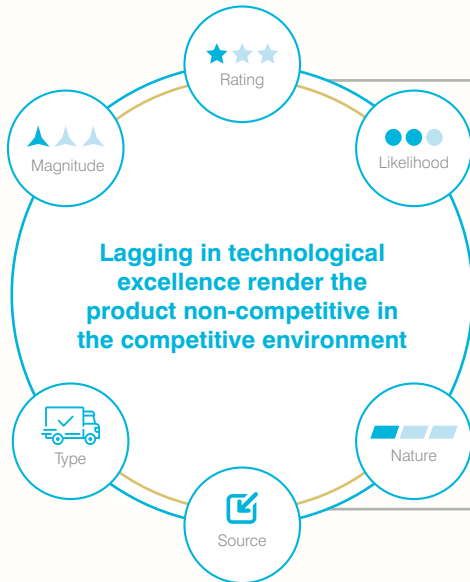 Rating
Magnitude
Likelihood
Lagging in technological
excellence render the
product non-competitive in
the competitive environment
Type
Nature
Source